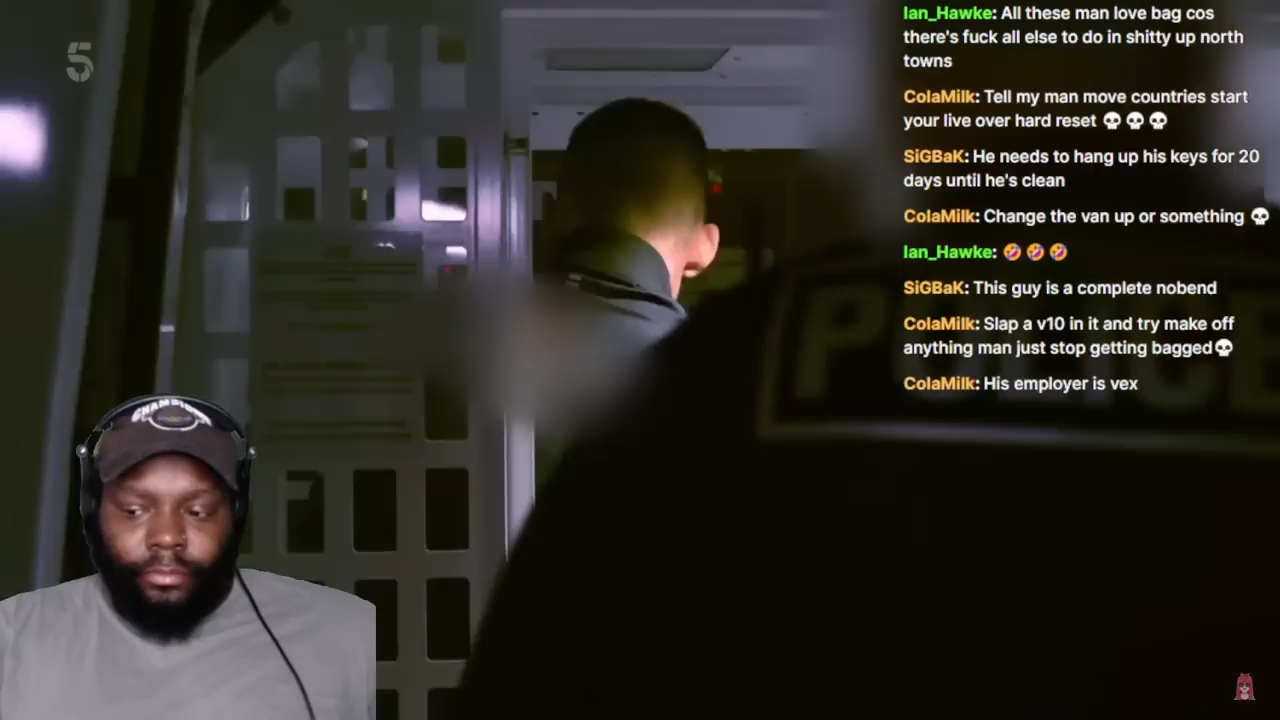 5
Ian_Hawke: All these man love bag cos
there's fuck all else to do in shitty up north
towns
ColaMilk: Tell my man move countries start
your live over hard reset 💀💀💀
SiGBaK: He needs to hang up his keys for 20
days until he's clean
ColaMilk: Change the van up or something 💀
Ian_Hawke: 🤣🤣🤣
SiGBaK: This guy is a complete nobend
ColaMilk: Slap a v10 in it and try make off
anything man just stop getting bagged💀
ColaMilk: His employer is vex
POLICE
CHAMPIONS